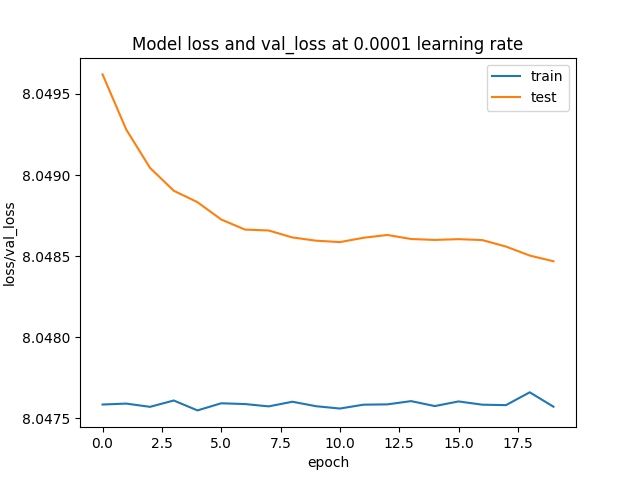 Model loss and val_loss at 0.0001 learning rate
train
test
8.0495
8.0490
8.0485
8.0480
8.0475
loss/val_loss
0.0 2.5 5.0 7.5 10.0 12.5 15.0 17.5
epoch